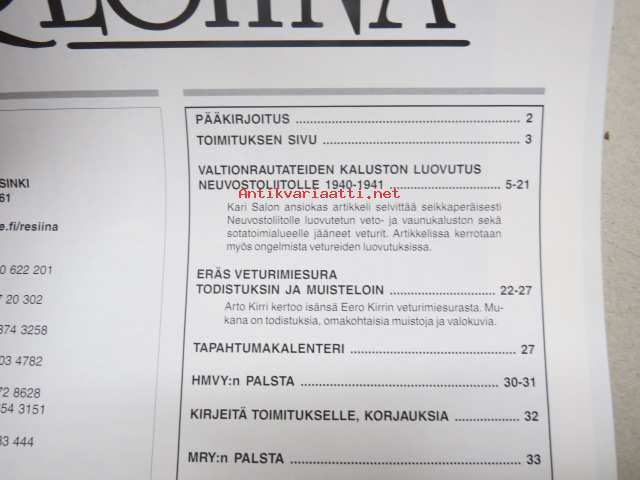 RESIINA
SINKI
61
e.fi/resiina
0 622 201
7 20 302
374 3258
03 4782
72 8628
54 3151
33 444
PÄÄKIRJOITUS ........ 2
TOIMITUKSEN SIVU ........ 3
VALTIONRAUTATEIDEN KALUSTON LUOVUTUS
NEUVOSTOLIITOLLE 1940-1941 ........ 5-21
Antikvariaatti.net
Kari Salon ansiokas artikkeli selvittää seikkaperäisesti
Neuvostoliitolle luovutetun veto- ja vaunukaluston sekä
sotatoimialueelle jääneet veturit. Artikkelissa kerrotaan
myös ongelmista vetureiden luovutuksissa.
ERÄS VETURIMIESURA
TODISTUKSIN JA MUISTELOIN ........ 22-27
Arto Kirri kertoo isänsä Eero Kirrin veturimiesurasta. Mu-
kana on todistuksia, omakohtaisia muistoja ja valokuvia.
TAPAHTUMAKALENTERI ........ 27
HMVY:n PALSTA ........ 30-31
KIRJEITÄ TOIMITUKSELLE, KORJAUKSIA ........ 32
MRY:n PALSTA ........ 33